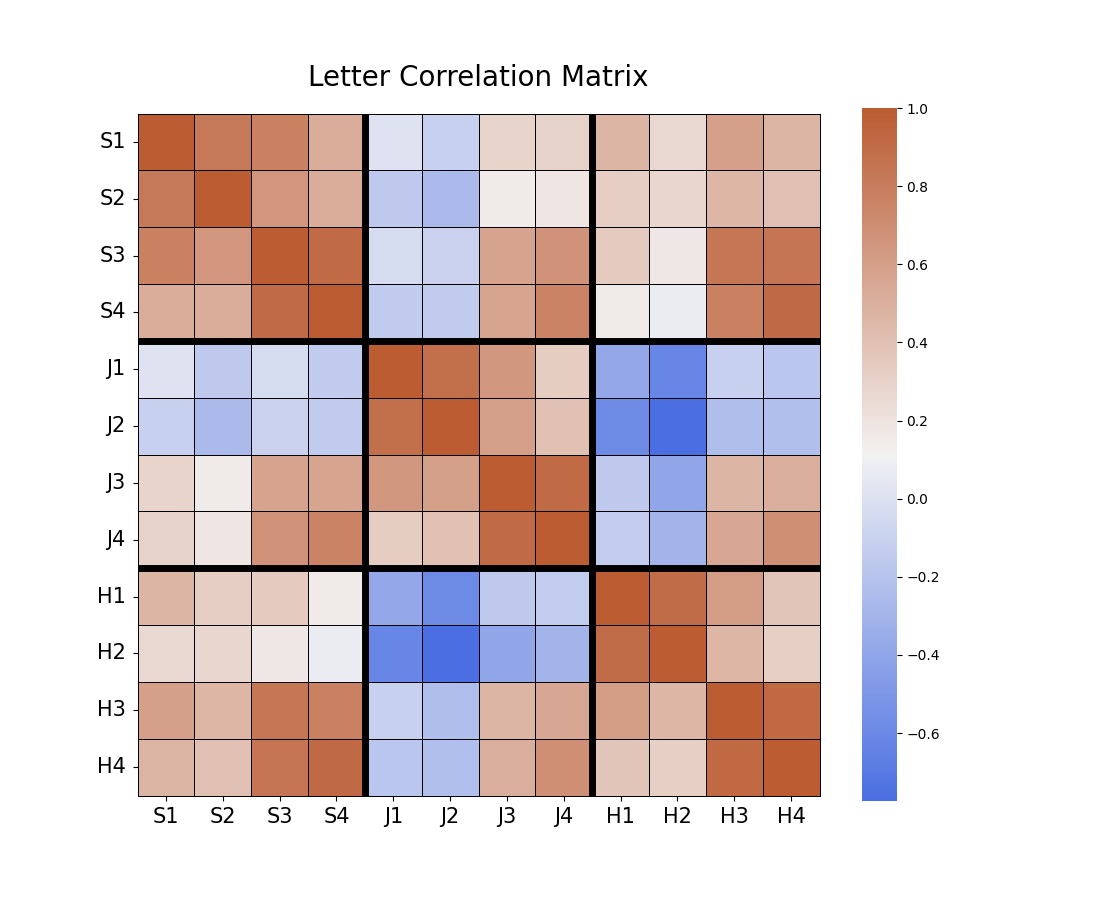 Letter Correlation Matrix
S1
S2
S3
S4
J1
J2
J3
J4
H1
H2
H3
H4
S1 S2 S3 S4 J1 J2 J3 J4 H1 H2 H3 H4
1.0
0.8
0.6
0.4
0.2
0.0
−0.2
−0.4
−0.6